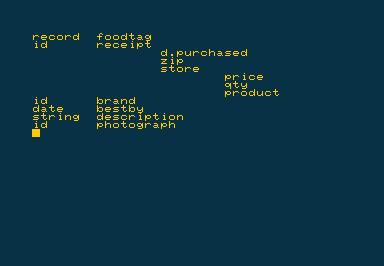 record foodtag
id receipt
d.purchased
zip
store
price
qty
product
id brand
date bestby
string description
id photograph